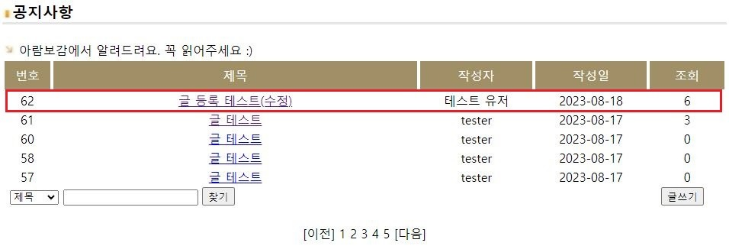 공지사항
아람보감에서 알려드려요. 꼭 읽어주세요 :)
번호 제목 작성자 작성일 조회
62 글 등록 테스트(수정) 테스트 유저 2023-08-18 6
61 글 테스트 tester 2023-08-17 3
60 글 테스트 tester 2023-08-17 0
58 글 테스트 tester 2023-08-17 0
57 글 테스트 tester 2023-08-17 0
제목 찾기 글쓰기
[이전] 1 2 3 4 5 [다음]